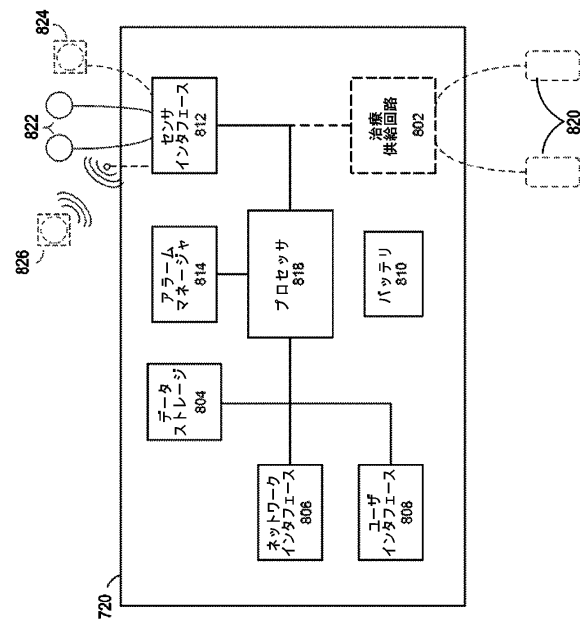 720
データ
ストレージ
804
アラーム
マネージャ
814
センサ
インタフェース
812
826
822
824
ネットワーク
インタフェース
806
ユーザ
インタフェース
808
プロセッサ
818
バッテリ
810
治療
供給回路
802
820